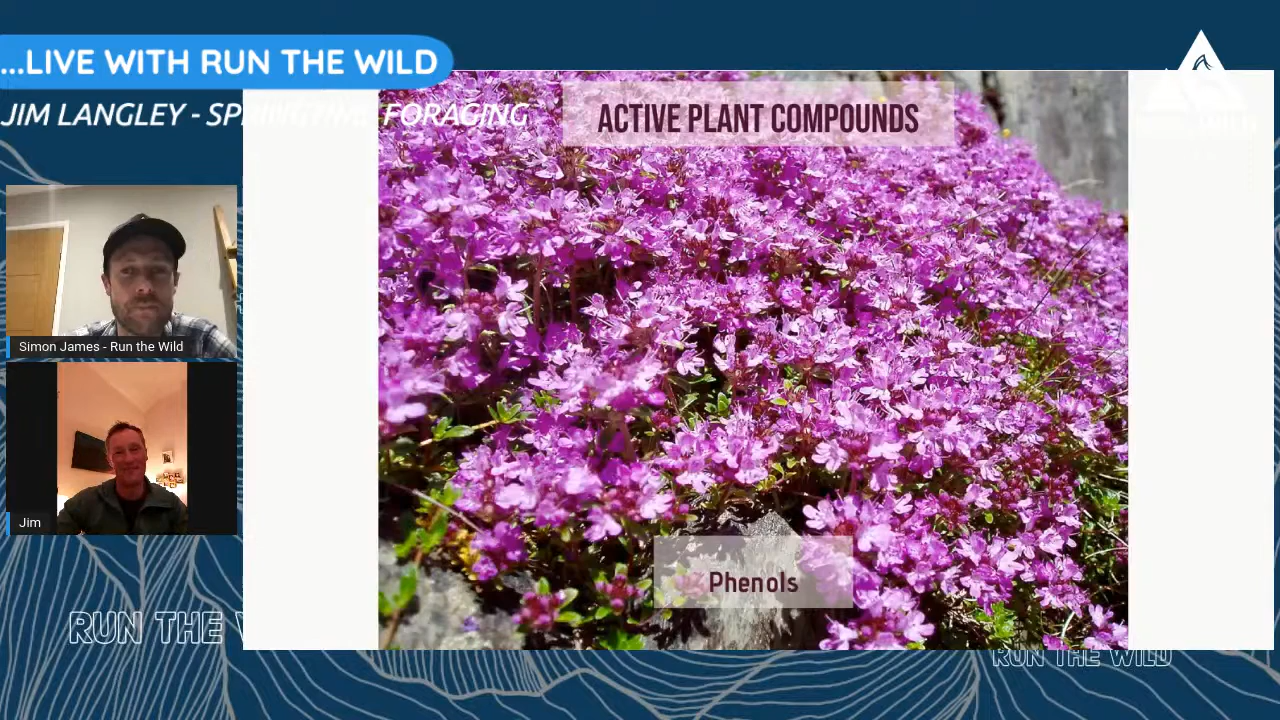 ...LIVE WITH RUN THE WILD
JIM LANGLEY - SPRINGTIME FORAGING
ACTIVE PLANT COMPOUNDS
Simon James - Run the Wild
Jim
Phenols
RUN THE W
RUN THE WILD